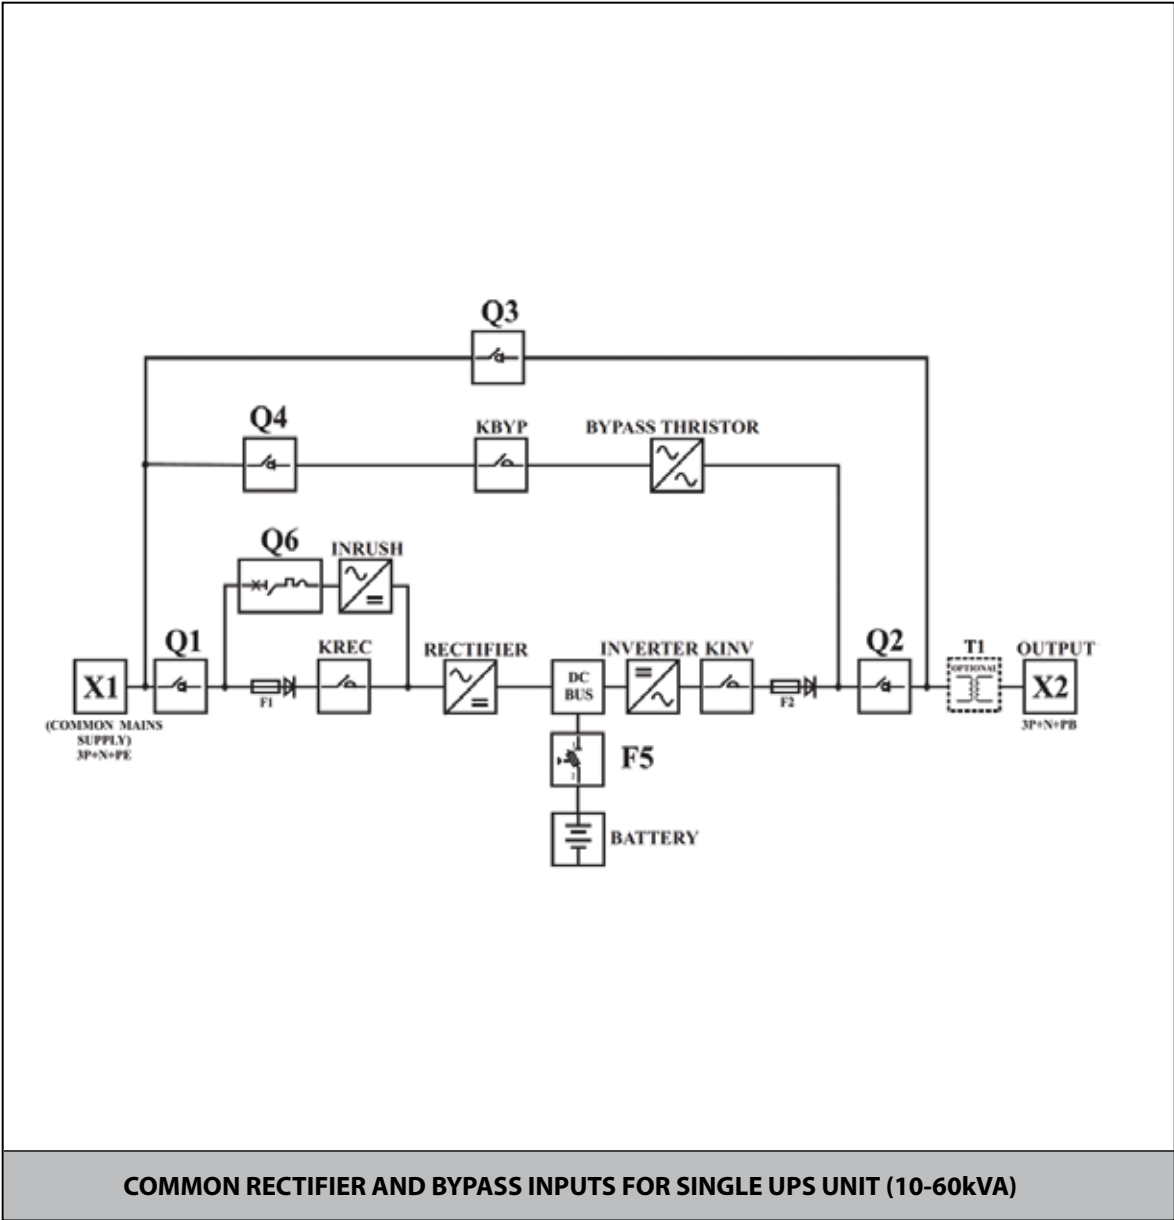 Q3
Q4
KBYP
BYPASS THRISTOR
Q6
INRUSH
Q1
KREC
RECTIFIER
INVERTER
KINV
Q2
T1
OUTPUT
X1
F1
DC
BUS
F2
OPTIONAL
X2
(COMMON MAINS
SUPPLY)
3P+N+PE
3P+N+PB
F5
BATTERY
COMMON RECTIFIER AND BYPASS INPUTS FOR SINGLE UPS UNIT (10-60kVA)